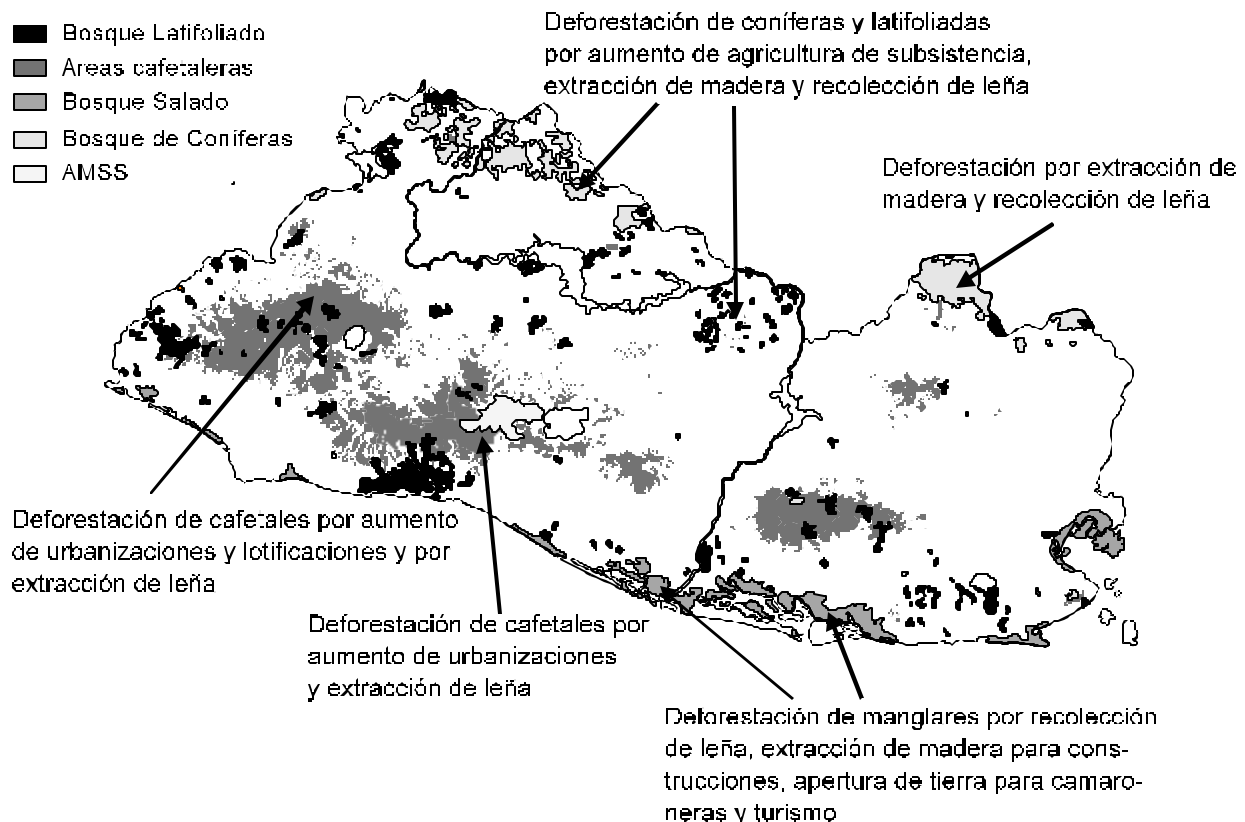 Bosque Latifoliado
Areas cafetaleras
Bosque Salado
Bosque de Coníferas
AMSS
Deforestación de coníferas y latifoliadas
por aumento de agricultura de subsistencia,
extracción de madera y recolección de leña
Deforestación por extracción de
madera y recolección de leña
Deforestación de cafetales por aumento
de urbanizaciones y lotificaciones y por
extracción de leña
Deforestación de cafetales por
aumento de urbanizaciones
y extracción de leña
Deforestación de manglares por recolección
de leña, extracción de madera para cons-
trucciones, apertura de tierra para camaro-
neras y turismo